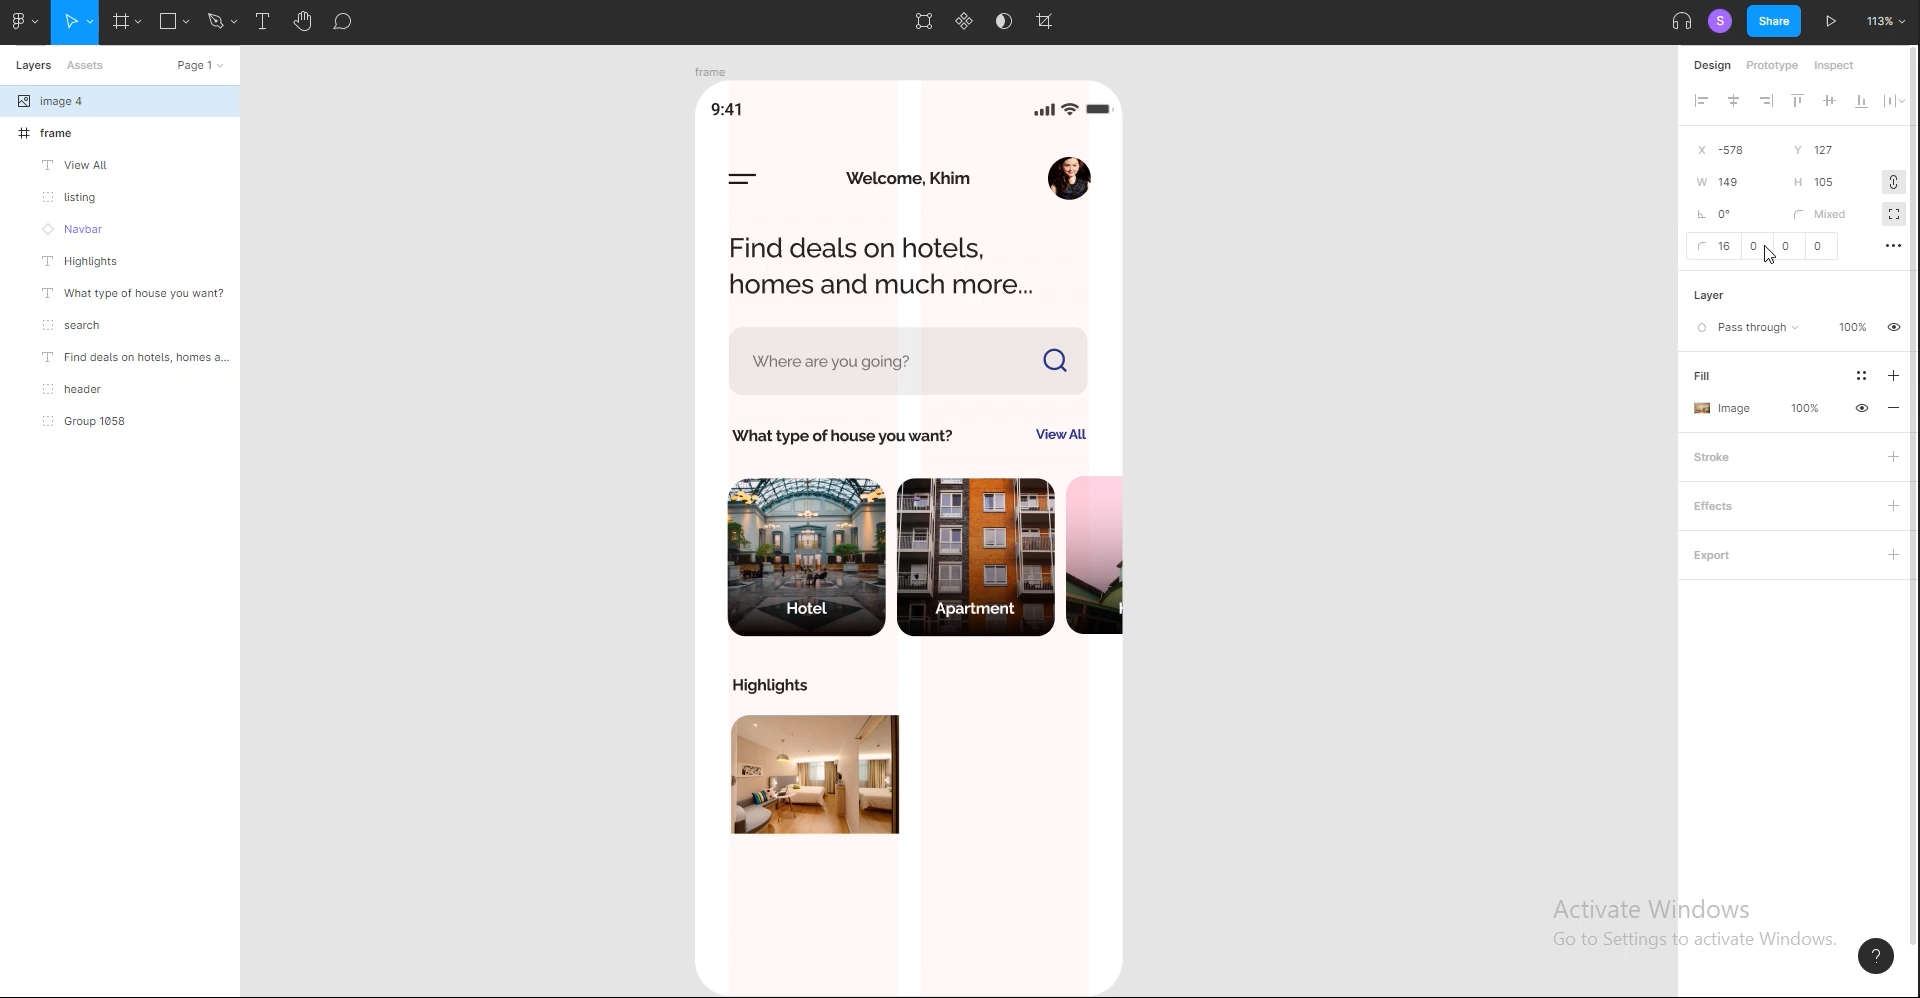 113%
S
Share
Layers
Assets
Page 1
image 4
frame
View All
listing
Navbar
Highlights
What type of house you want?
search
Find deals on hotels, homes a...
header
Group 1058
frame
9:41
Welcome, Khim
Find deals on hotels,
homes and much more...
Where are you going?
What type of house you want?
View All
Hotel
Apartment
Highlights
Design
Prototype
Inspect
X -578 Y 127
W 149 H 105
0° Mixed
16 0 0 0
Layer
Pass through 100%
Fill
Image 100%
Stroke
Effects
Export
Activate Windows
Go to Settings to activate Windows.
?